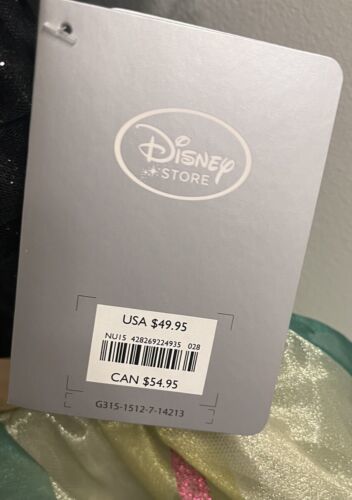 Disney
STORE
USA $49.95
NU15 428269224935 028
CAN $54.95
G315-1512-7-14213